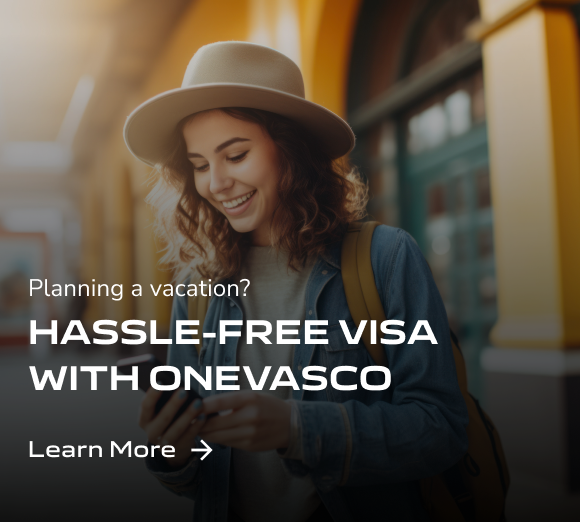 Planning a vacation?
HASSLE-FREE VISA
WITH ONEVASCO
Learn More →